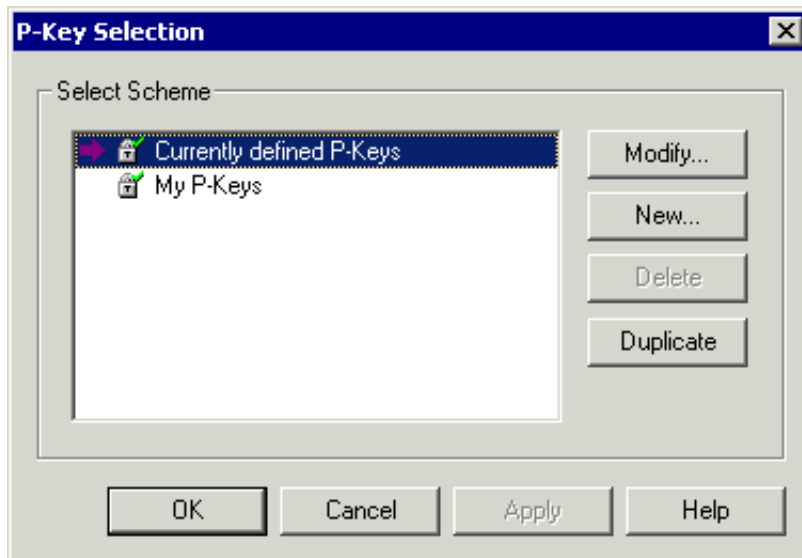 P-Key Selection
Select Scheme
Currently defined P-Keys
My P-Keys
Modify...
New...
Delete
Duplicate
OK Cancel Apply Help